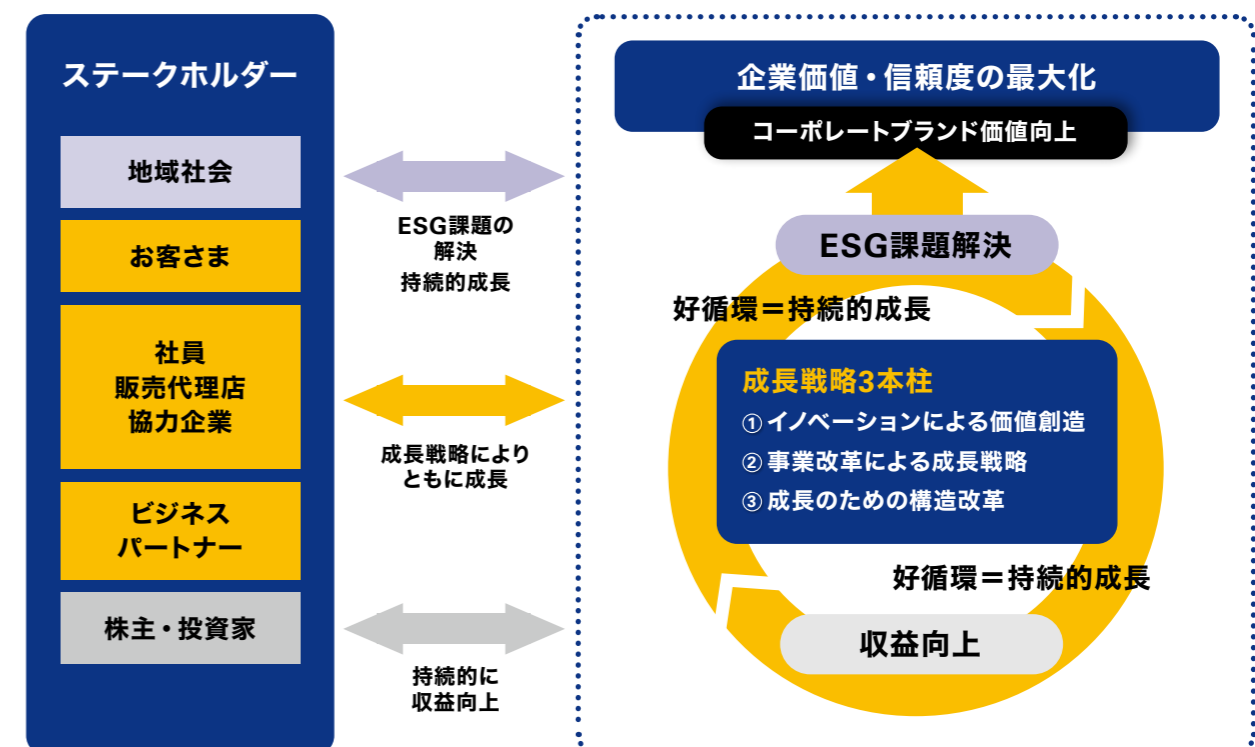 ステークホルダー
地域社会
お客さま
社員
販売代理店
協力企業
ビジネス
パートナー
株主・投資家
ESG課題の
解決
持続的成長
成長戦略により
ともに成長
持続的に
収益向上
企業価値・信頼度の最大化
コーポレートブランド価値向上
ESG課題解決
好循環＝持続的成長
成長戦略3本柱
①イノベーションによる価値創造
②事業改革による成長戦略
③成長のための構造改革
好循環＝持続的成長
収益向上